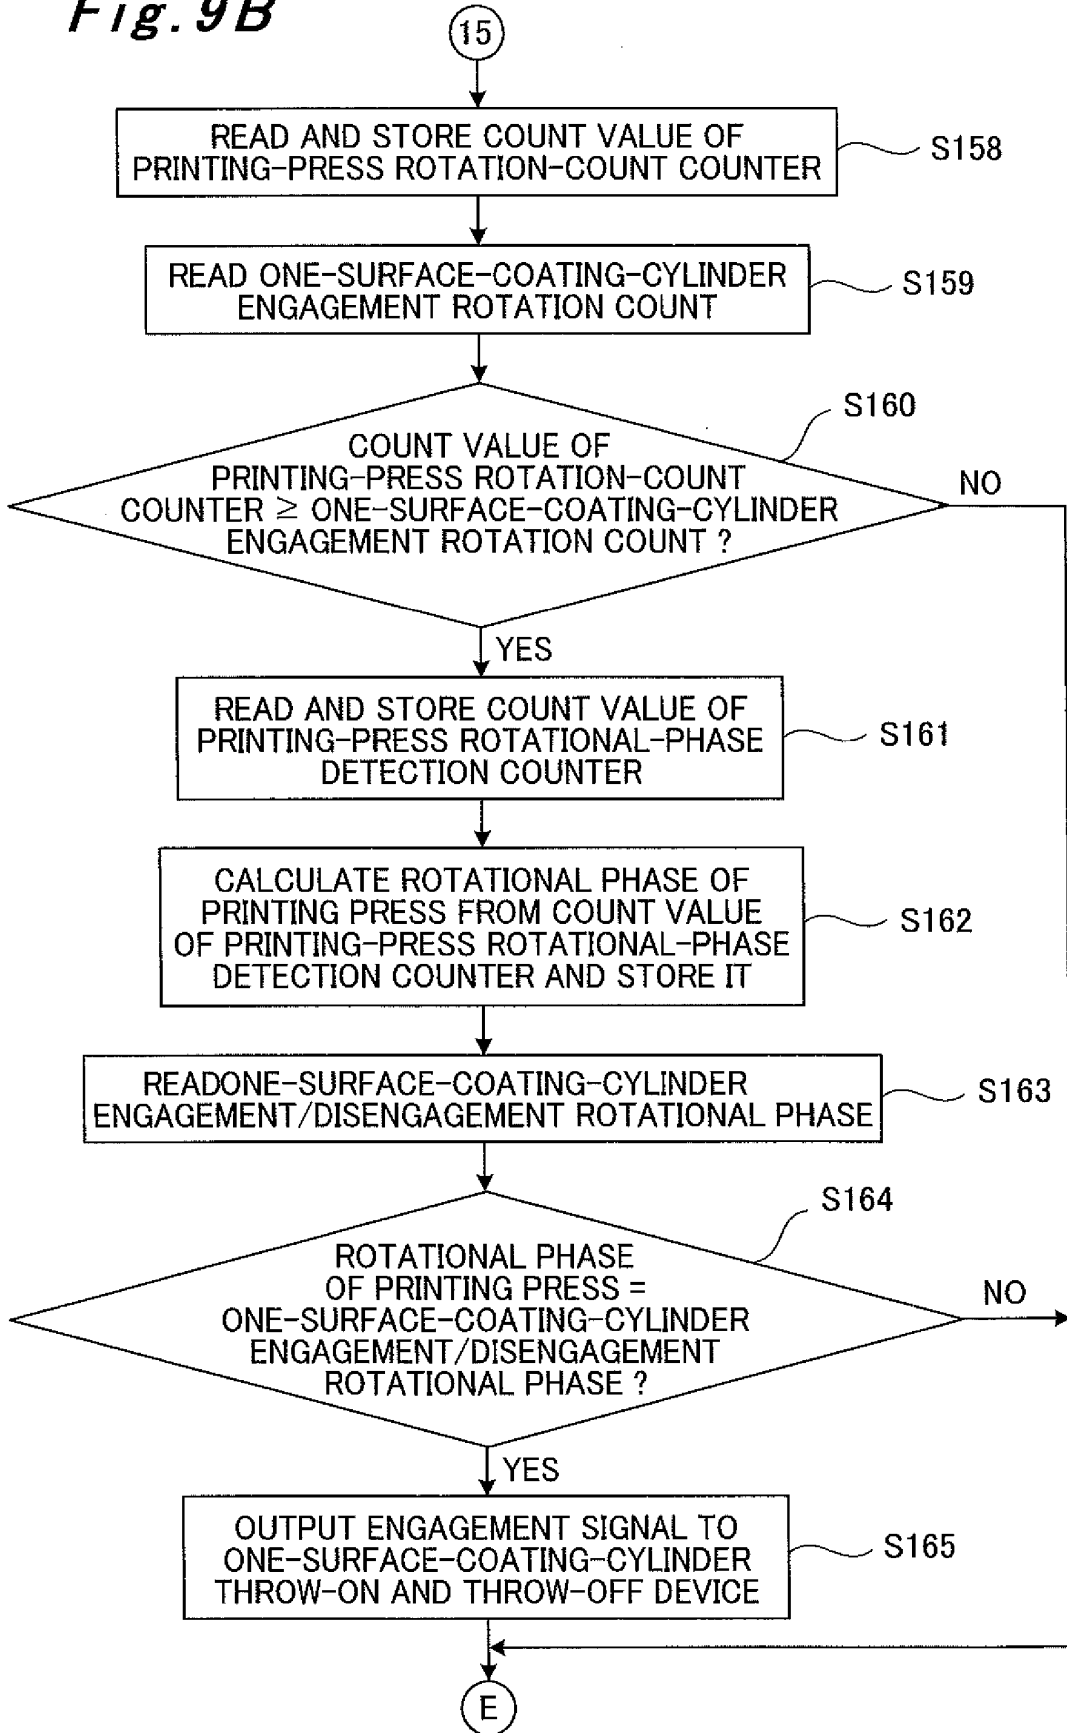 Fig. 9B
15
READ AND STORE COUNT VALUE OF
PRINTING-PRESS ROTATION-COUNT COUNTER
S158
READ ONE-SURFACE-COATING-CYLINDER
ENGAGEMENT ROTATION COUNT
S159
S160
COUNT VALUE OF
PRINTING-PRESS ROTATION-COUNT
COUNTER ≥ ONE-SURFACE-COATING-CYLINDER
ENGAGEMENT ROTATION COUNT ?
NO
YES
READ AND STORE COUNT VALUE OF
PRINTING-PRESS ROTATIONAL-PHASE
DETECTION COUNTER
S161
CALCULATE ROTATIONAL PHASE OF
PRINTING PRESS FROM COUNT VALUE
OF PRINTING-PRESS ROTATIONAL-PHASE
DETECTION COUNTER AND STORE IT
S162
READONE-SURFACE-COATING-CYLINDER
ENGAGEMENT/DISENGAGEMENT ROTATIONAL PHASE
S163
S164
ROTATIONAL PHASE
OF PRINTING PRESS =
ONE-SURFACE-COATING-CYLINDER
ENGAGEMENT/DISENGAGEMENT
ROTATIONAL PHASE ?
NO
YES
OUTPUT ENGAGEMENT SIGNAL TO
ONE-SURFACE-COATING-CYLINDER
THROW-ON AND THROW-OFF DEVICE
S165
E